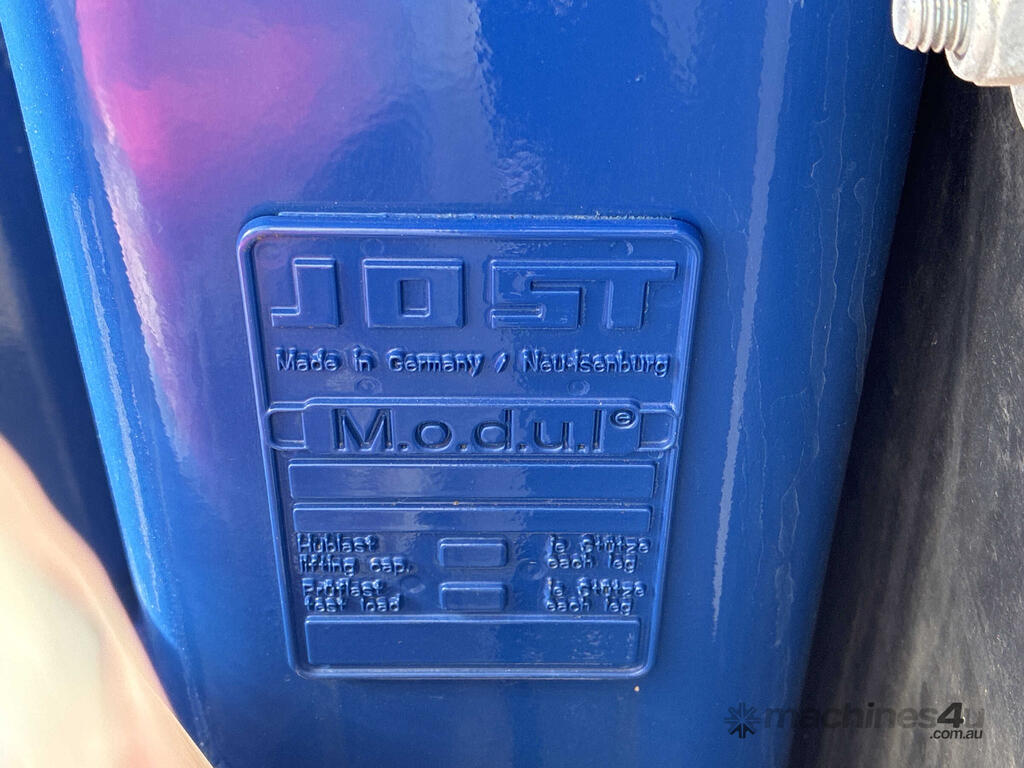 JOST
Made in Germany / Neu-Isenburg
M.o.d.u.l®
Hublast je Stütze
lifting cap. each leg
Prüflast je Stütze
test load each leg
machines4u
.com.au